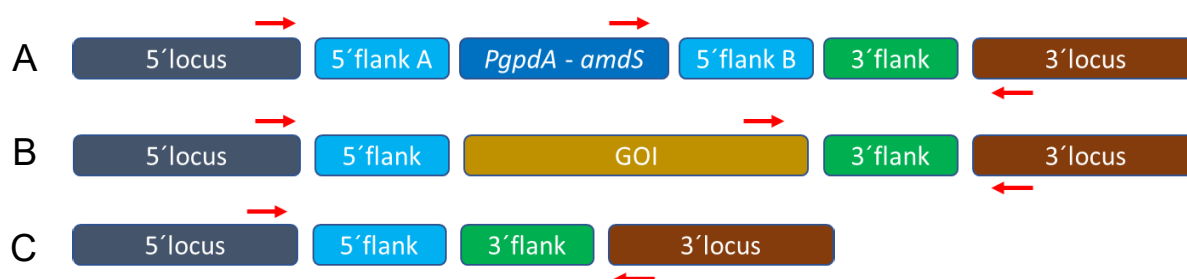 A 5´locus 5´flank A PgpdA - amdS 5´flank B 3´flank 3´locus
B 5´locus 5´flank GOI 3´flank 3´locus
C 5´locus 5´flank 3´flank 3´locus